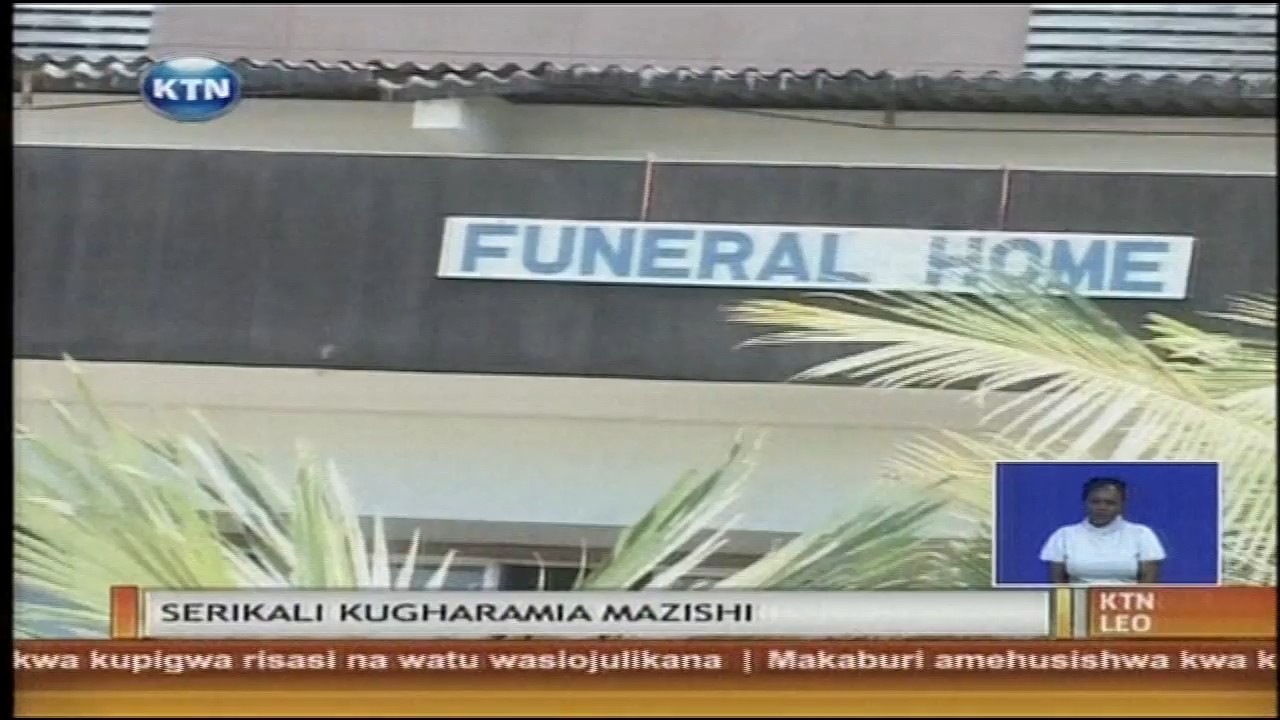 KTN
FUNERAL HOME
SERIKALI KUGHARAMIA MAZISHI
KTN
LEO
kwa kupigwa risasi na watu wasiojulikana | Makaburi amehusishwa kwa k